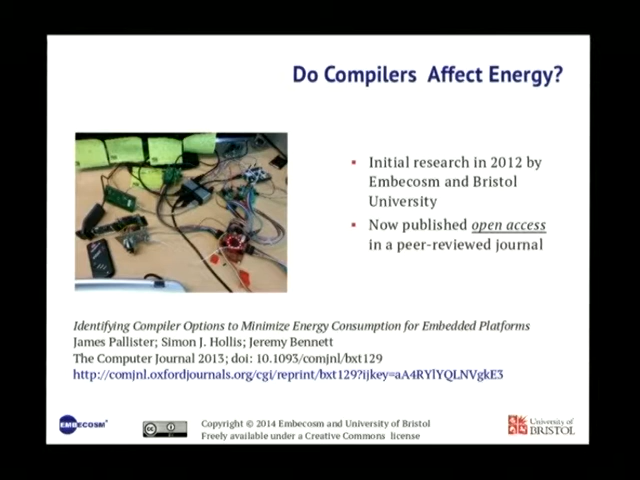 Do Compilers Affect Energy?
Initial research in 2012 by
Embecosm and Bristol
University
Now published open access
in a peer-reviewed journal
Identifying Compiler Options to Minimize Energy Consumption for Embedded Platforms
James Pallister; Simon J. Hollis; Jeremy Bennett
The Computer Journal 2013; doi: 10.1093/comjnl/bxt129
http://comjnl.oxfordjournals.org/cgi/reprint/bxt129?ijkey=aA4RYlYQLNVgkE3
EMBECOSM®
cc
Copyright © 2014 Embecosm and University of Bristol
Freely available under a Creative Commons license
University of
BRISTOL